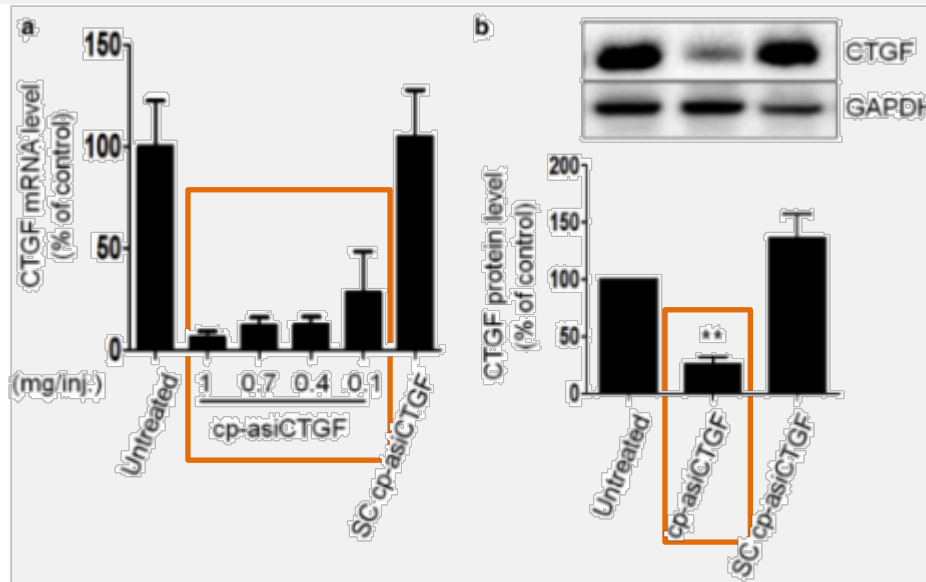 a
CTGF mRNA level
(% of control)
150
100
50
0
(mg/inj.)
1 0.7 0.4 0.1
cp-asiCTGF
Untreated
SC cp-asiCTGF
b
CTGF
GAPDH
CTGF protein level
(% of control)
200
150
100
50
0
**
Untreated
cp-asiCTGF
SC cp-asiCTGF